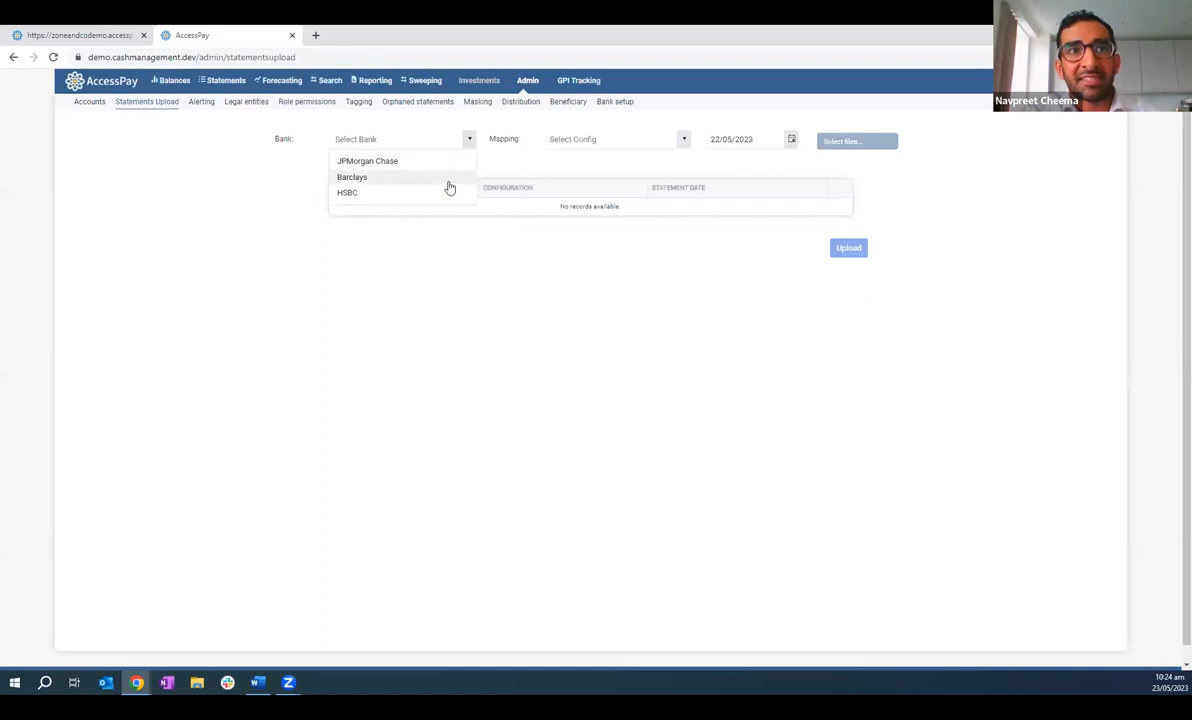 https://zoneandcodemo.accessp
AccessPay
demo.cashmanagement.dev/admin/statementsupload
AccessPay Balances Statements Forecasting Search Reporting Sweeping Investments Admin GPI Tracking
Accounts Statements Upload Alerting Legal entities Role permissions Tagging Orphaned statements Masking Distribution Beneficiary Bank setup
Navpreet Cheema
Bank: Select Bank Mapping: Select Config 22/05/2023 Select files...
JPMorgan Chase
Barclays
HSBC
CONFIGURATION STATEMENT DATE
No records available.
Upload
10:24 am
23/05/2023